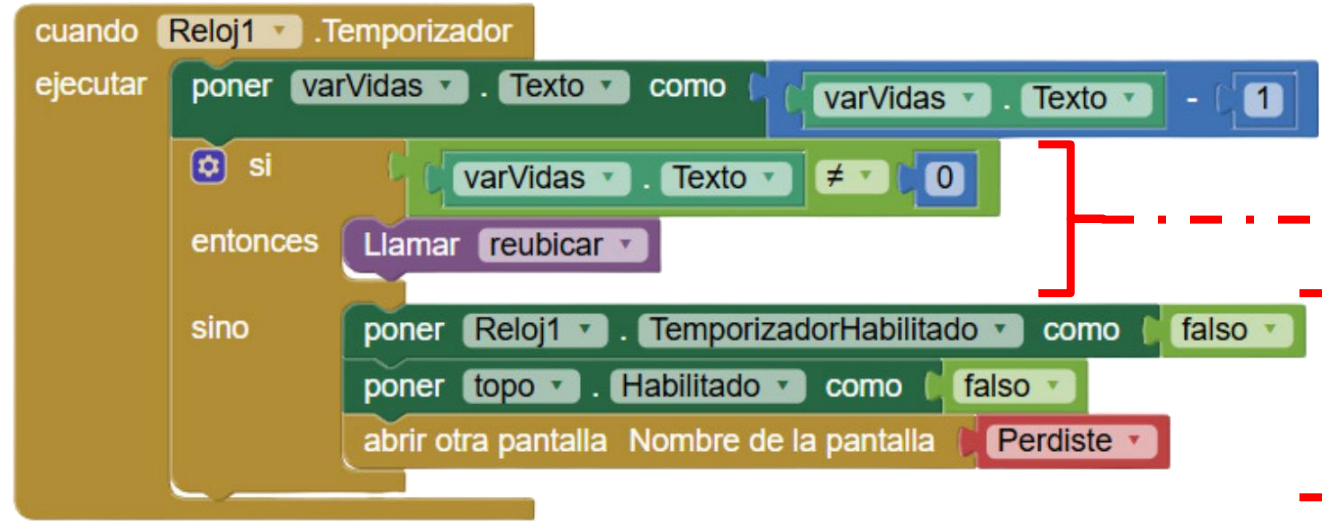 cuando Reloj1 .Temporizador
ejecutar poner varVidas . Texto como varVidas . Texto - 1
si varVidas . Texto ≠ 0
entonces Llamar reubicar
sino poner Reloj1 . TemporizadorHabilitado como falso
poner topo . Habilitado como falso
abrir otra pantalla Nombre de la pantalla Perdiste